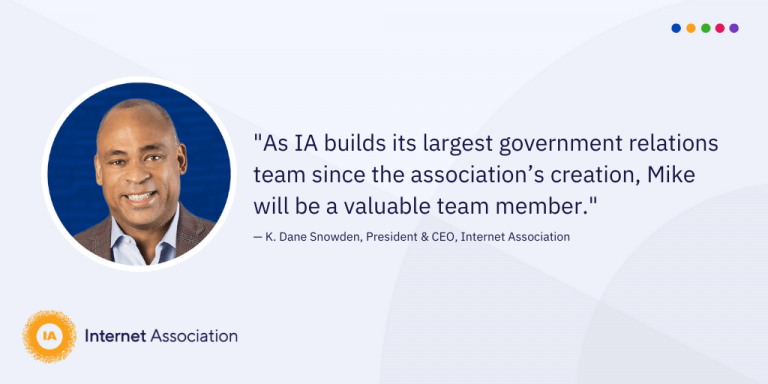 "As IA builds its largest government relations
team since the association’s creation, Mike
will be a valuable team member."
— K. Dane Snowden, President & CEO, Internet Association
IA Internet Association